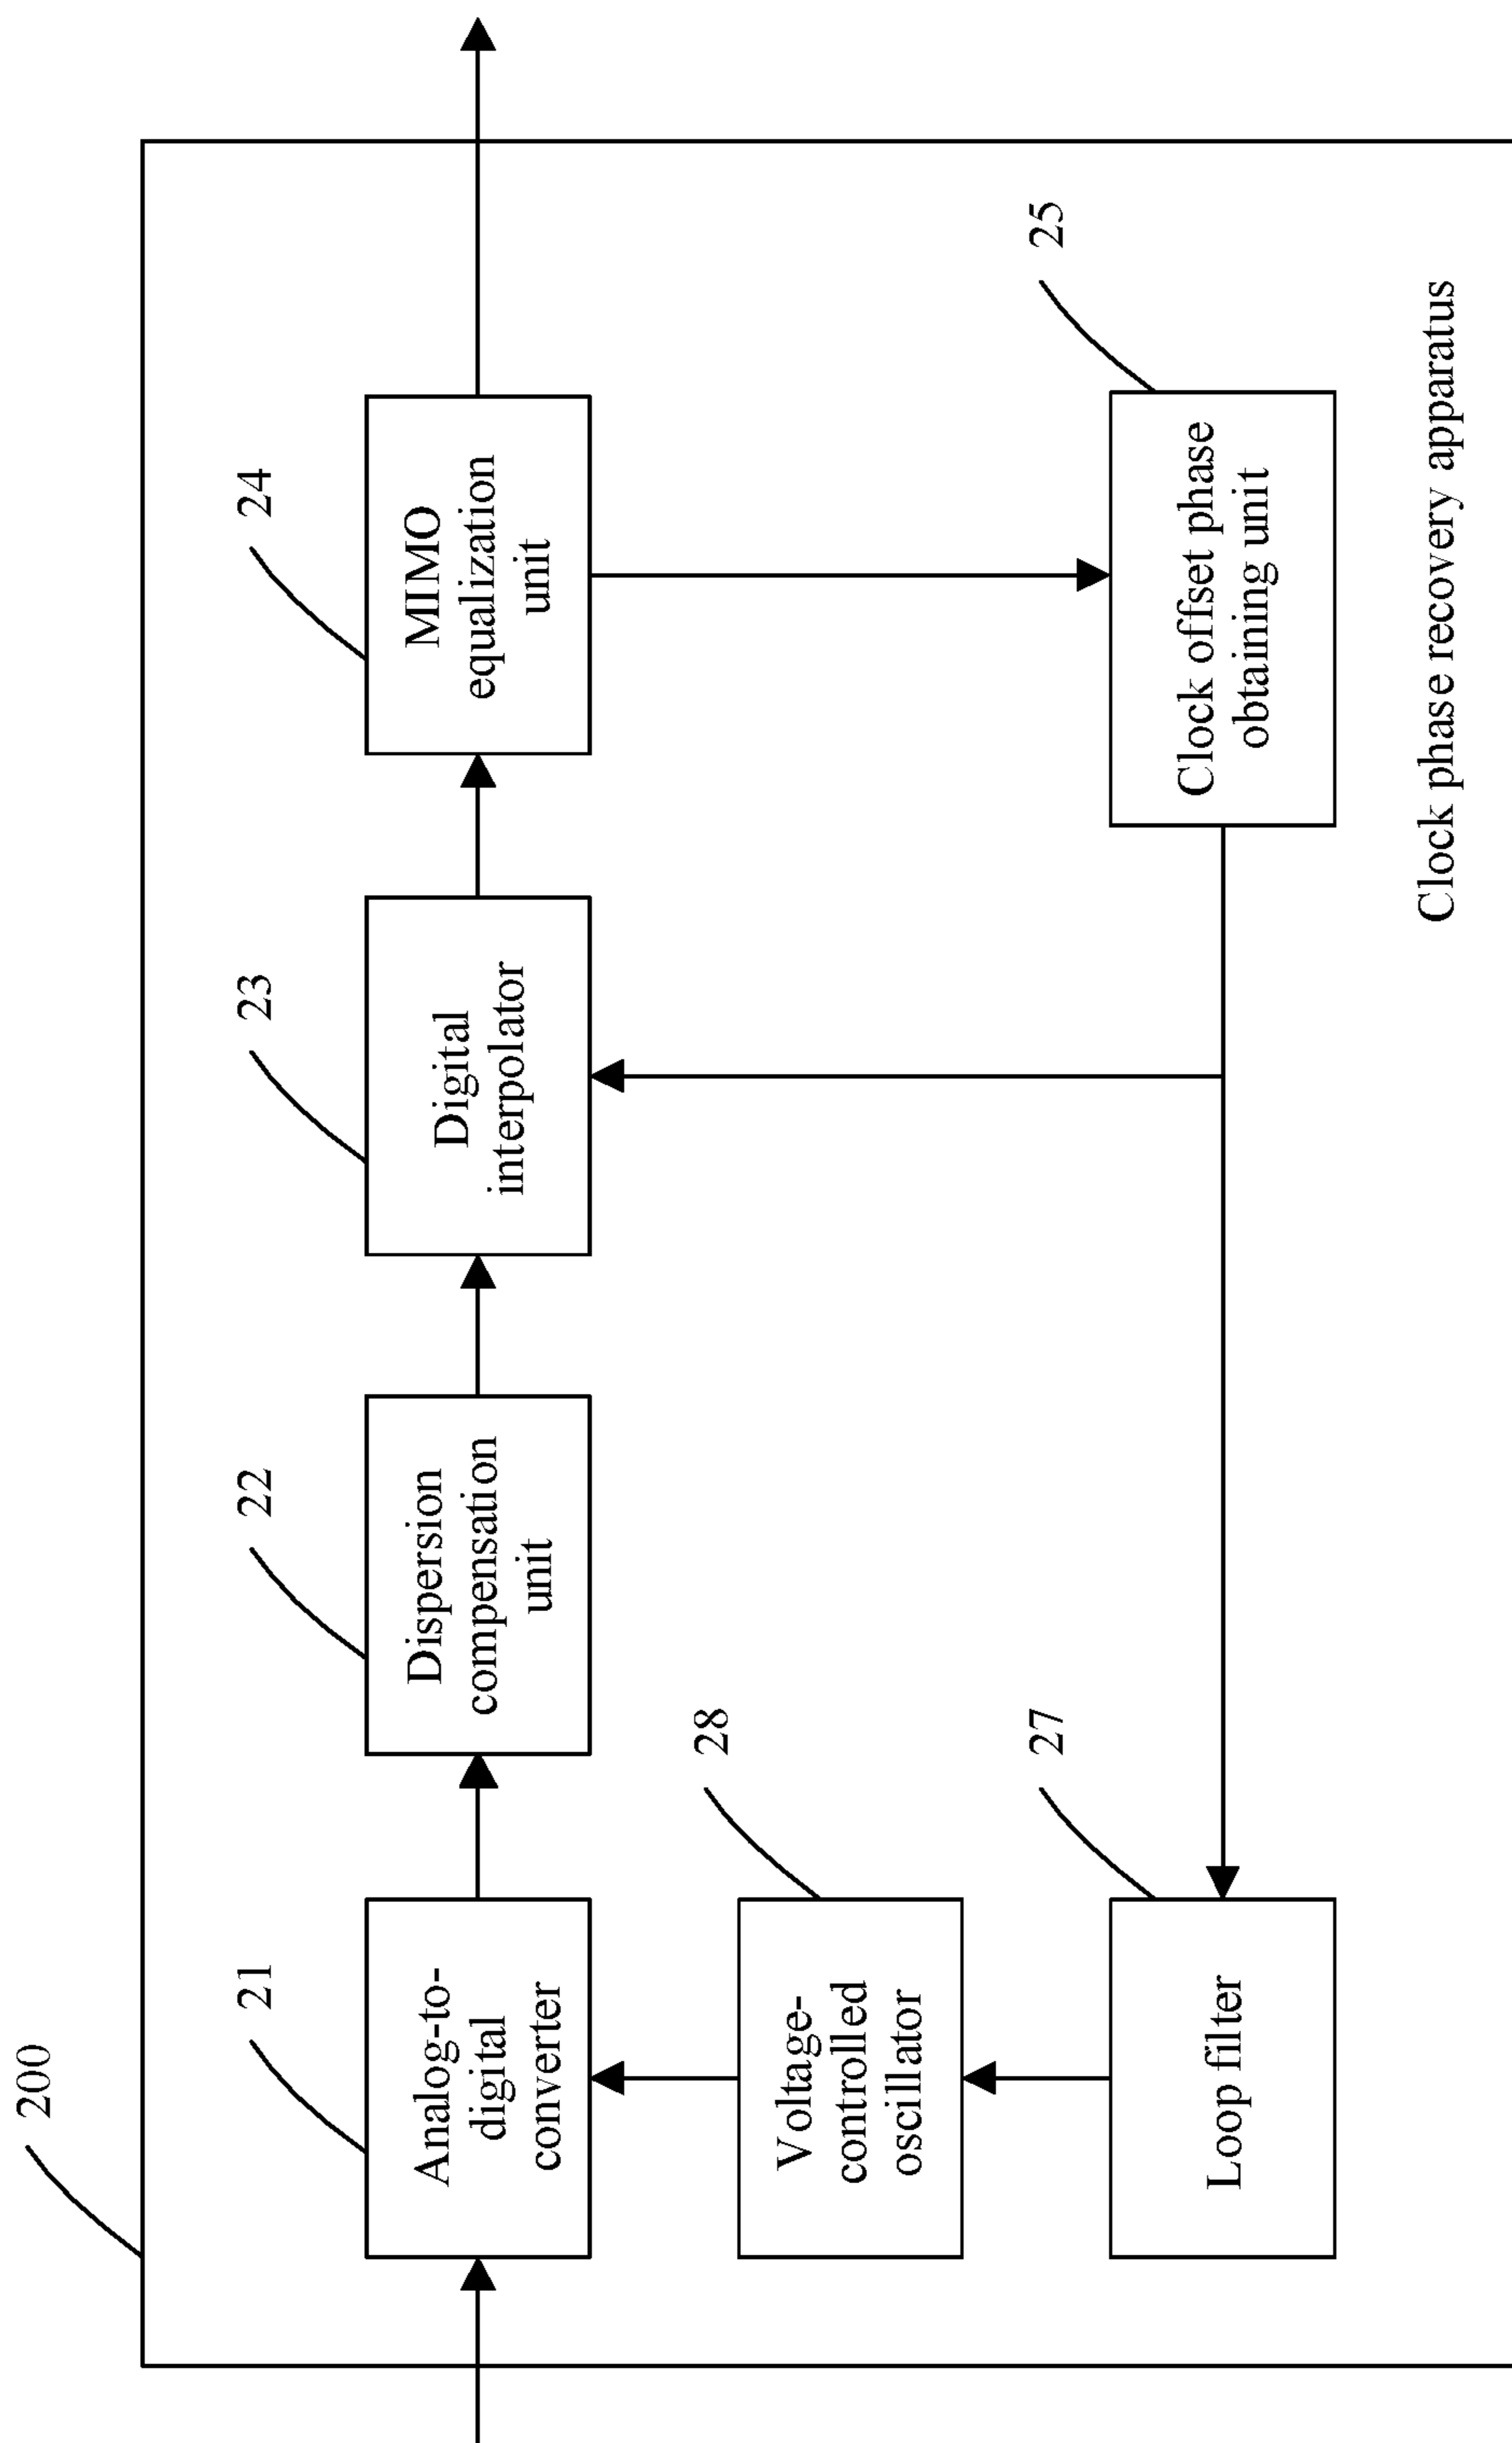 200
21
22
23
24
Analog-to-
digital
converter
Dispersion
compensation
unit
Digital
interpolator
MIMO
equalization
unit
28
Voltage-
controlled
oscillator
27
25
Loop filter
Clock offset phase
obtaining unit
Clock phase recovery apparatus